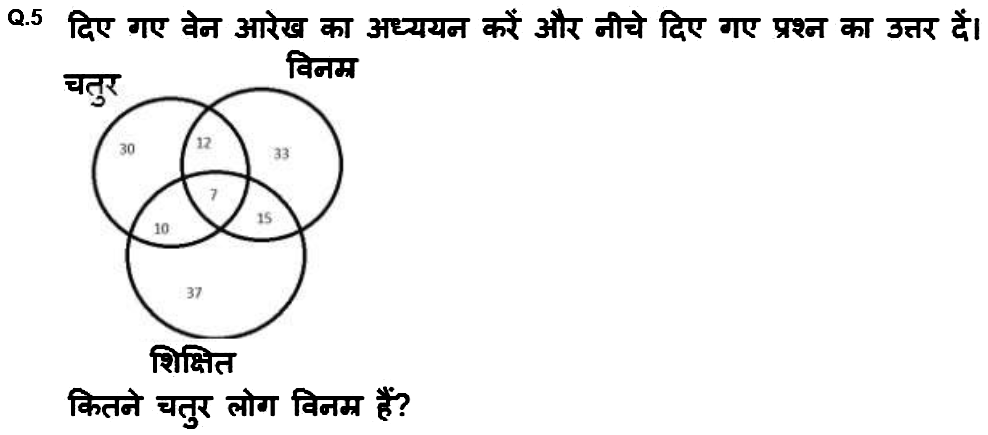 Q.5 दिए गए वेन आरेख का अध्ययन करें और नीचे दिए गए प्रश्न का उत्तर दें।
विनम्र
चतुर
30 12 33
7
10 15
37
शिक्षित
कितने चतुर लोग विनम्र हैं?